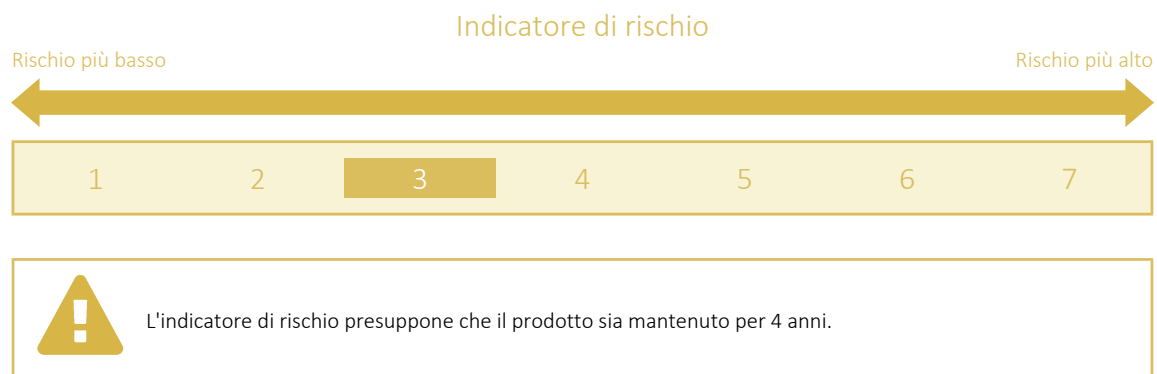 Indicatore di rischio
Rischio più basso Rischio più alto
1 2 3 4 5 6 7
L'indicatore di rischio presuppone che il prodotto sia mantenuto per 4 anni.